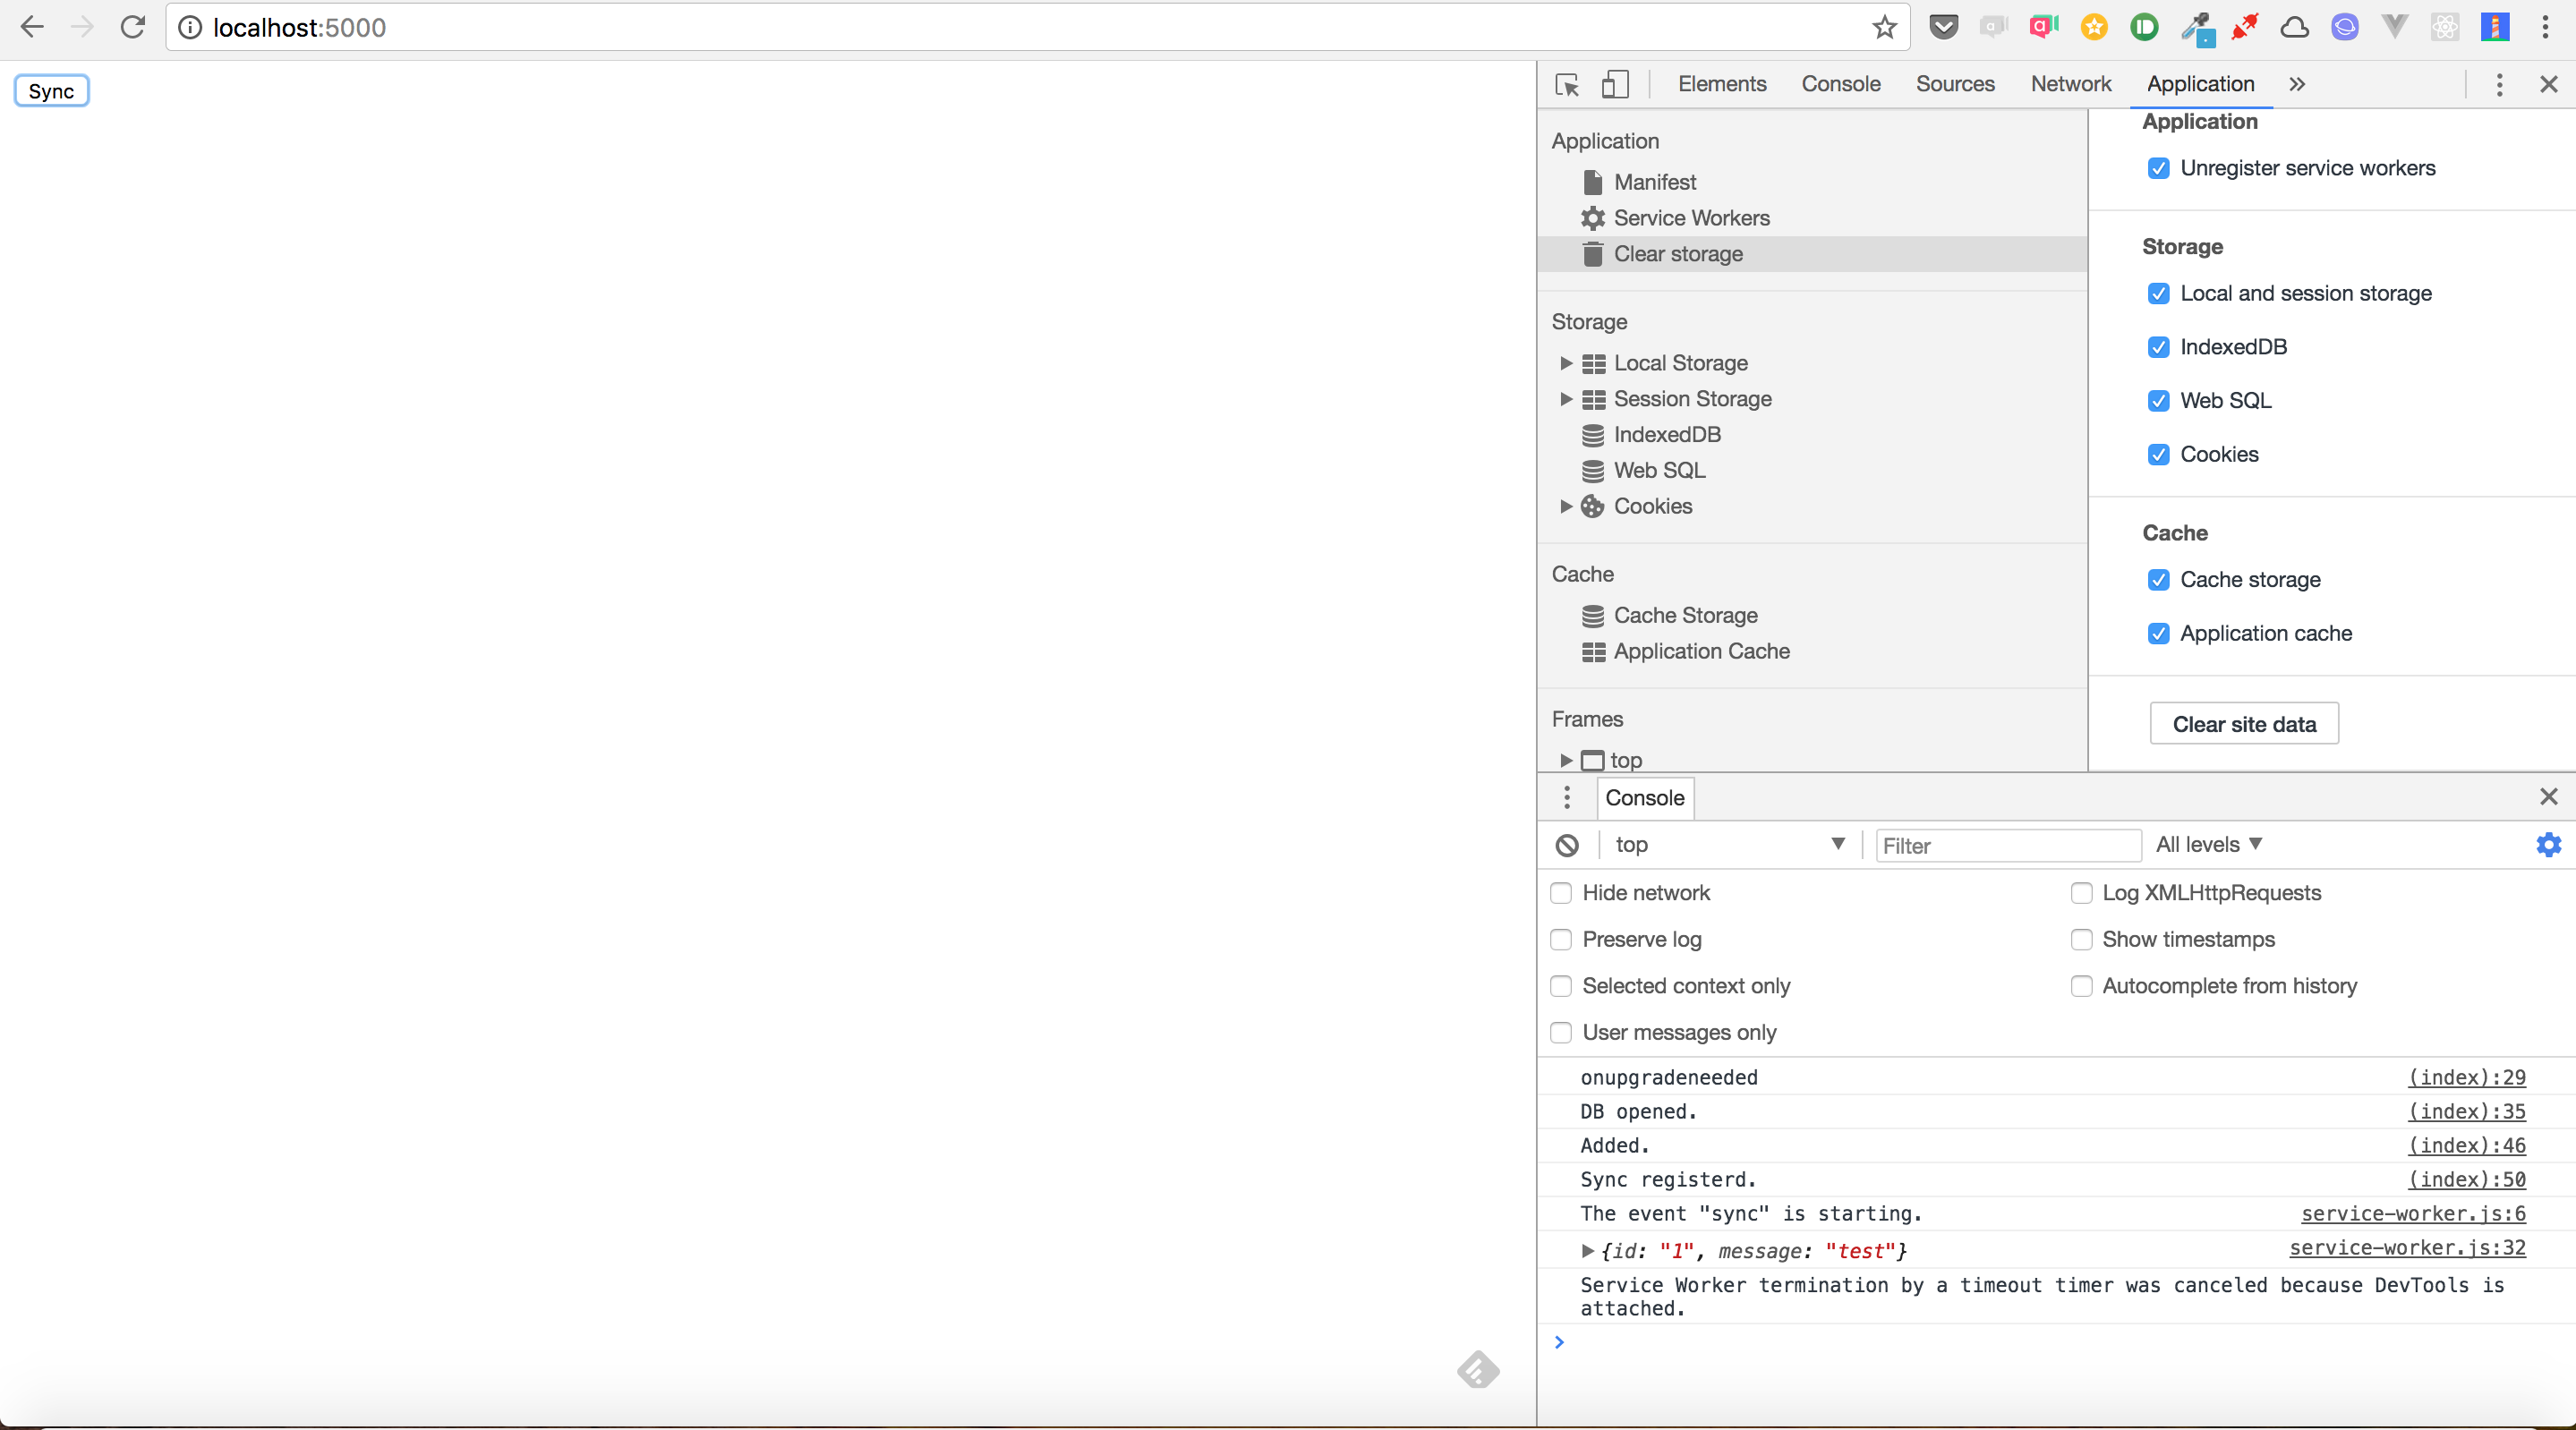 localhost:5000
Sync
Elements Console Sources Network Application »
Application
Manifest
Service Workers
Clear storage
Storage
Local Storage
Session Storage
IndexedDB
Web SQL
Cookies
Cache
Cache Storage
Application Cache
Frames
top
Application
Unregister service workers
Storage
Local and session storage
IndexedDB
Web SQL
Cookies
Cache
Cache storage
Application cache
Clear site data
Console
top Filter All levels
Hide network Log XMLHttpRequests
Preserve log Show timestamps
Selected context only Autocomplete from history
User messages only
onupgradeneeded (index):29
DB opened. (index):35
Added. (index):46
Sync registerd. (index):50
The event "sync" is starting. service-worker.js:6
{id: "1", message: "test"} service-worker.js:32
Service Worker termination by a timeout timer was canceled because DevTools is
attached.